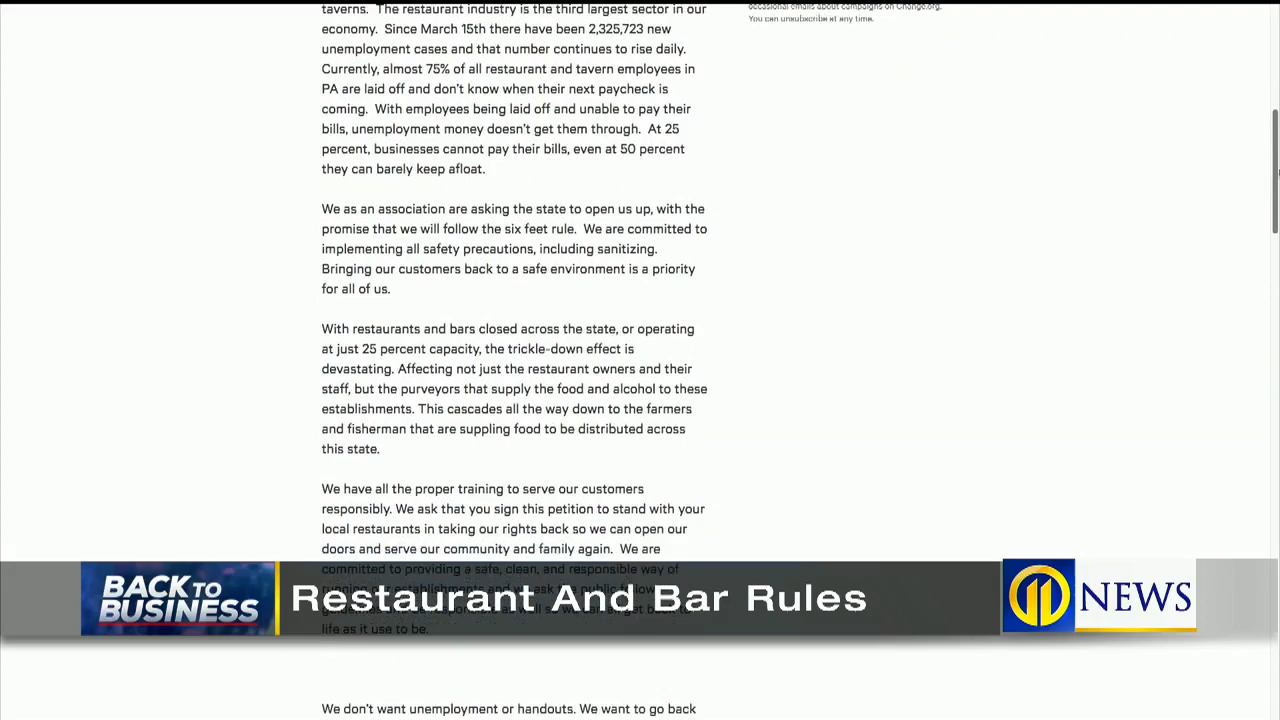 taverns. The restaurant industry is the third largest sector in our
economy. Since March 15th there have been 2,325,723 new
unemployment cases and that number continues to rise daily.
Currently, almost 75% of all restaurant and tavern employees in
PA are laid off and don't know when their next paycheck is
coming. With employees being laid off and unable to pay their
bills, unemployment money doesn't get them through. At 25
percent, businesses cannot pay their bills, even at 50 percent
they can barely keep afloat.
We as an association are asking the state to open us up, with the
promise that we will follow the six feet rule. We are committed to
implementing all safety precautions, including sanitizing.
Bringing our customers back to a safe environment is a priority
for all of us.
With restaurants and bars closed across the state, or operating
at just 25 percent capacity, the trickle-down effect is
devastating. Affecting not just the restaurant owners and their
staff, but the purveyors that supply the food and alcohol to these
establishments. This cascades all the way down to the farmers
and fisherman that are suppling food to be distributed across
this state.
We have all the proper training to serve our customers
responsibly. We ask that you sign this petition to stand with your
local restaurants in taking our rights back so we can open our
doors and serve our community and family again. We are
committed to providing a safe, clean, and responsible way of
life as it use to be.
We don't want unemployment or handouts. We want to go back
occasional emails about campaigns on Change.org.
You can unsubscribe at any time.
BACK TO
BUSINESS
Restaurant And Bar Rules
11 NEWS